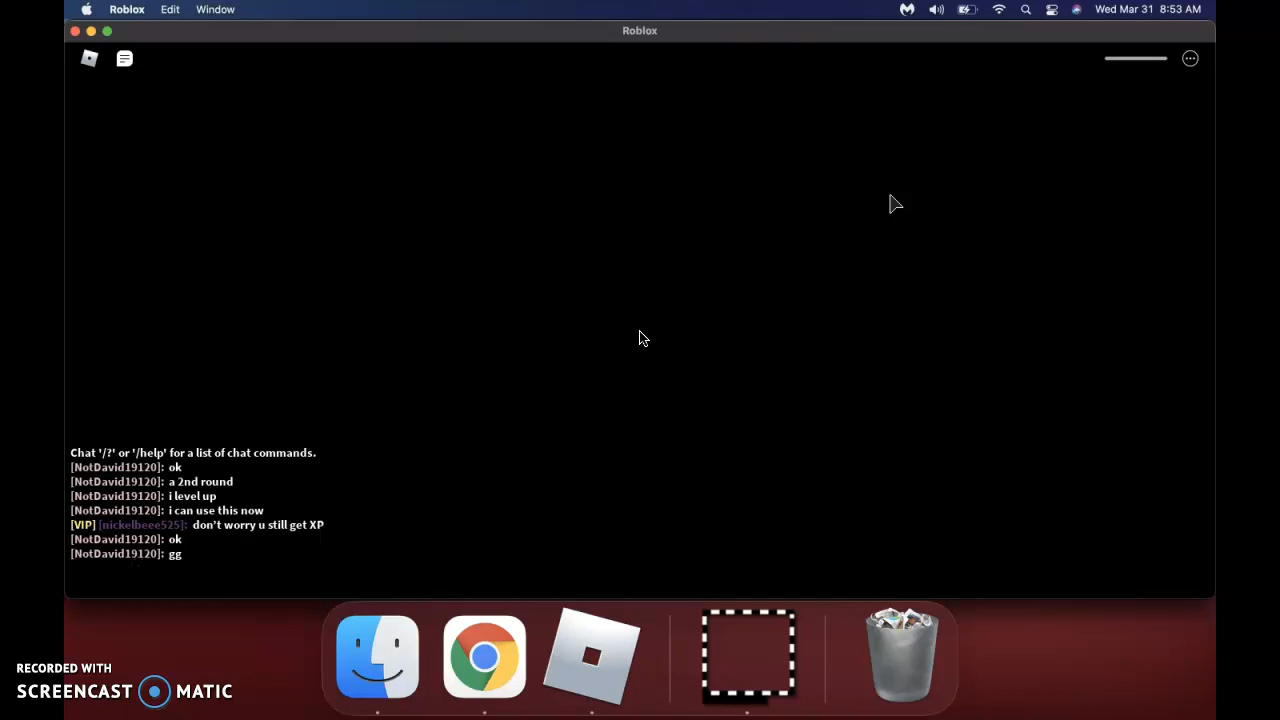 Roblox Edit Window Wed Mar 31 8:53 AM
Roblox
Chat '/?' or '/help' for a list of chat commands.
[NotDavid19120]: ok
[NotDavid19120]: a 2nd round
[NotDavid19120]: i level up
[NotDavid19120]: i can use this now
[VIP] [nickelbeee525]: don't worry u still get XP
[NotDavid19120]: ok
[NotDavid19120]: gg
RECORDED WITH
SCREENCAST MATIC